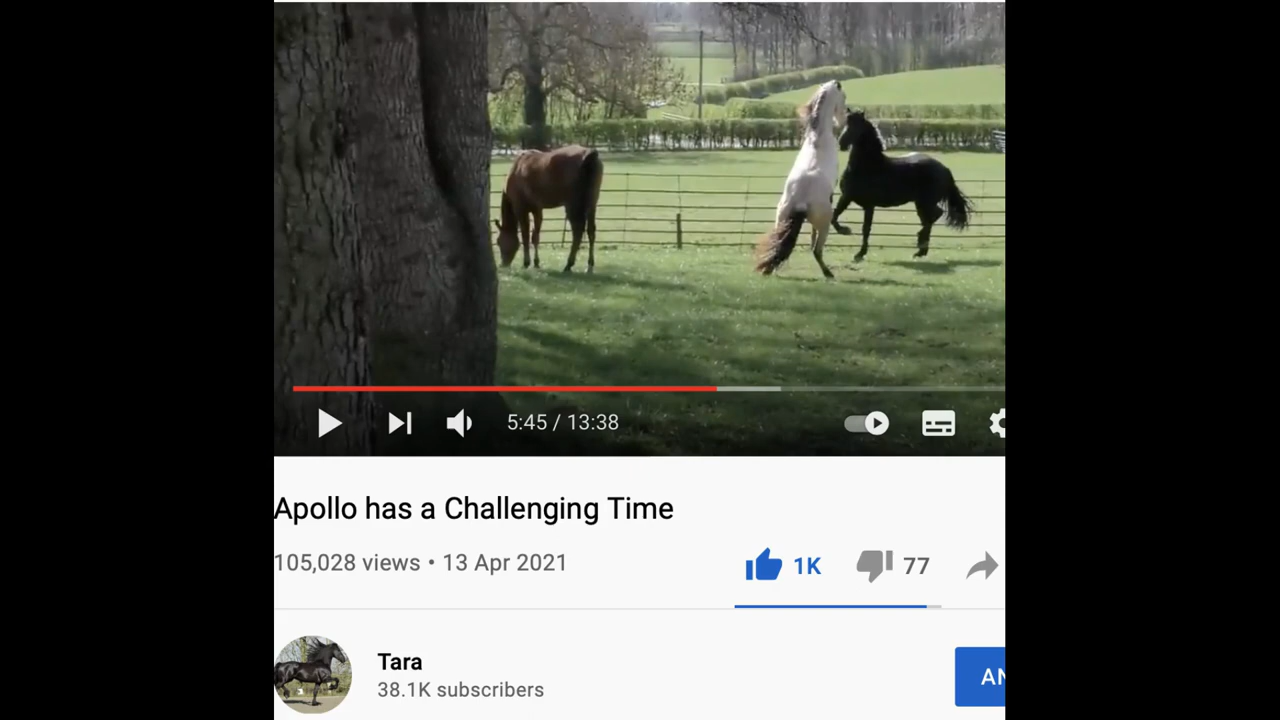 5:45 / 13:38
Apollo has a Challenging Time
105,028 views • 13 Apr 2021
1K
77
Tara
38.1K subscribers
AN